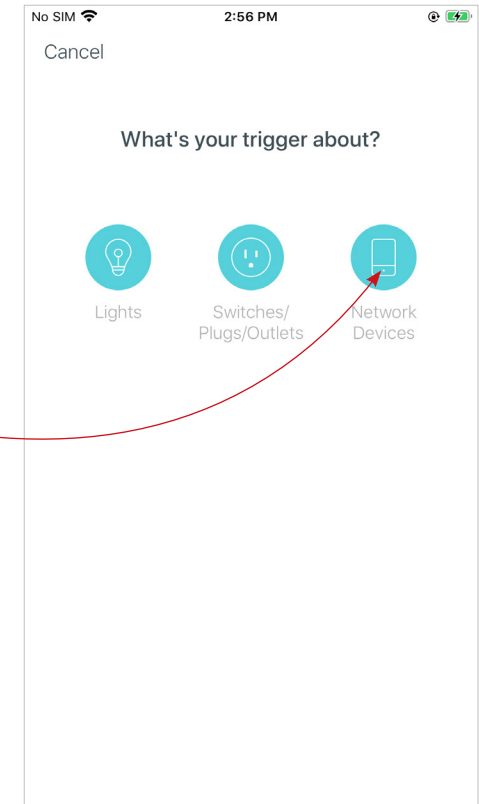 No SIM 2:56 PM
Cancel
What's your trigger about?
Lights
Switches/
Plugs/Outlets
Network
Devices